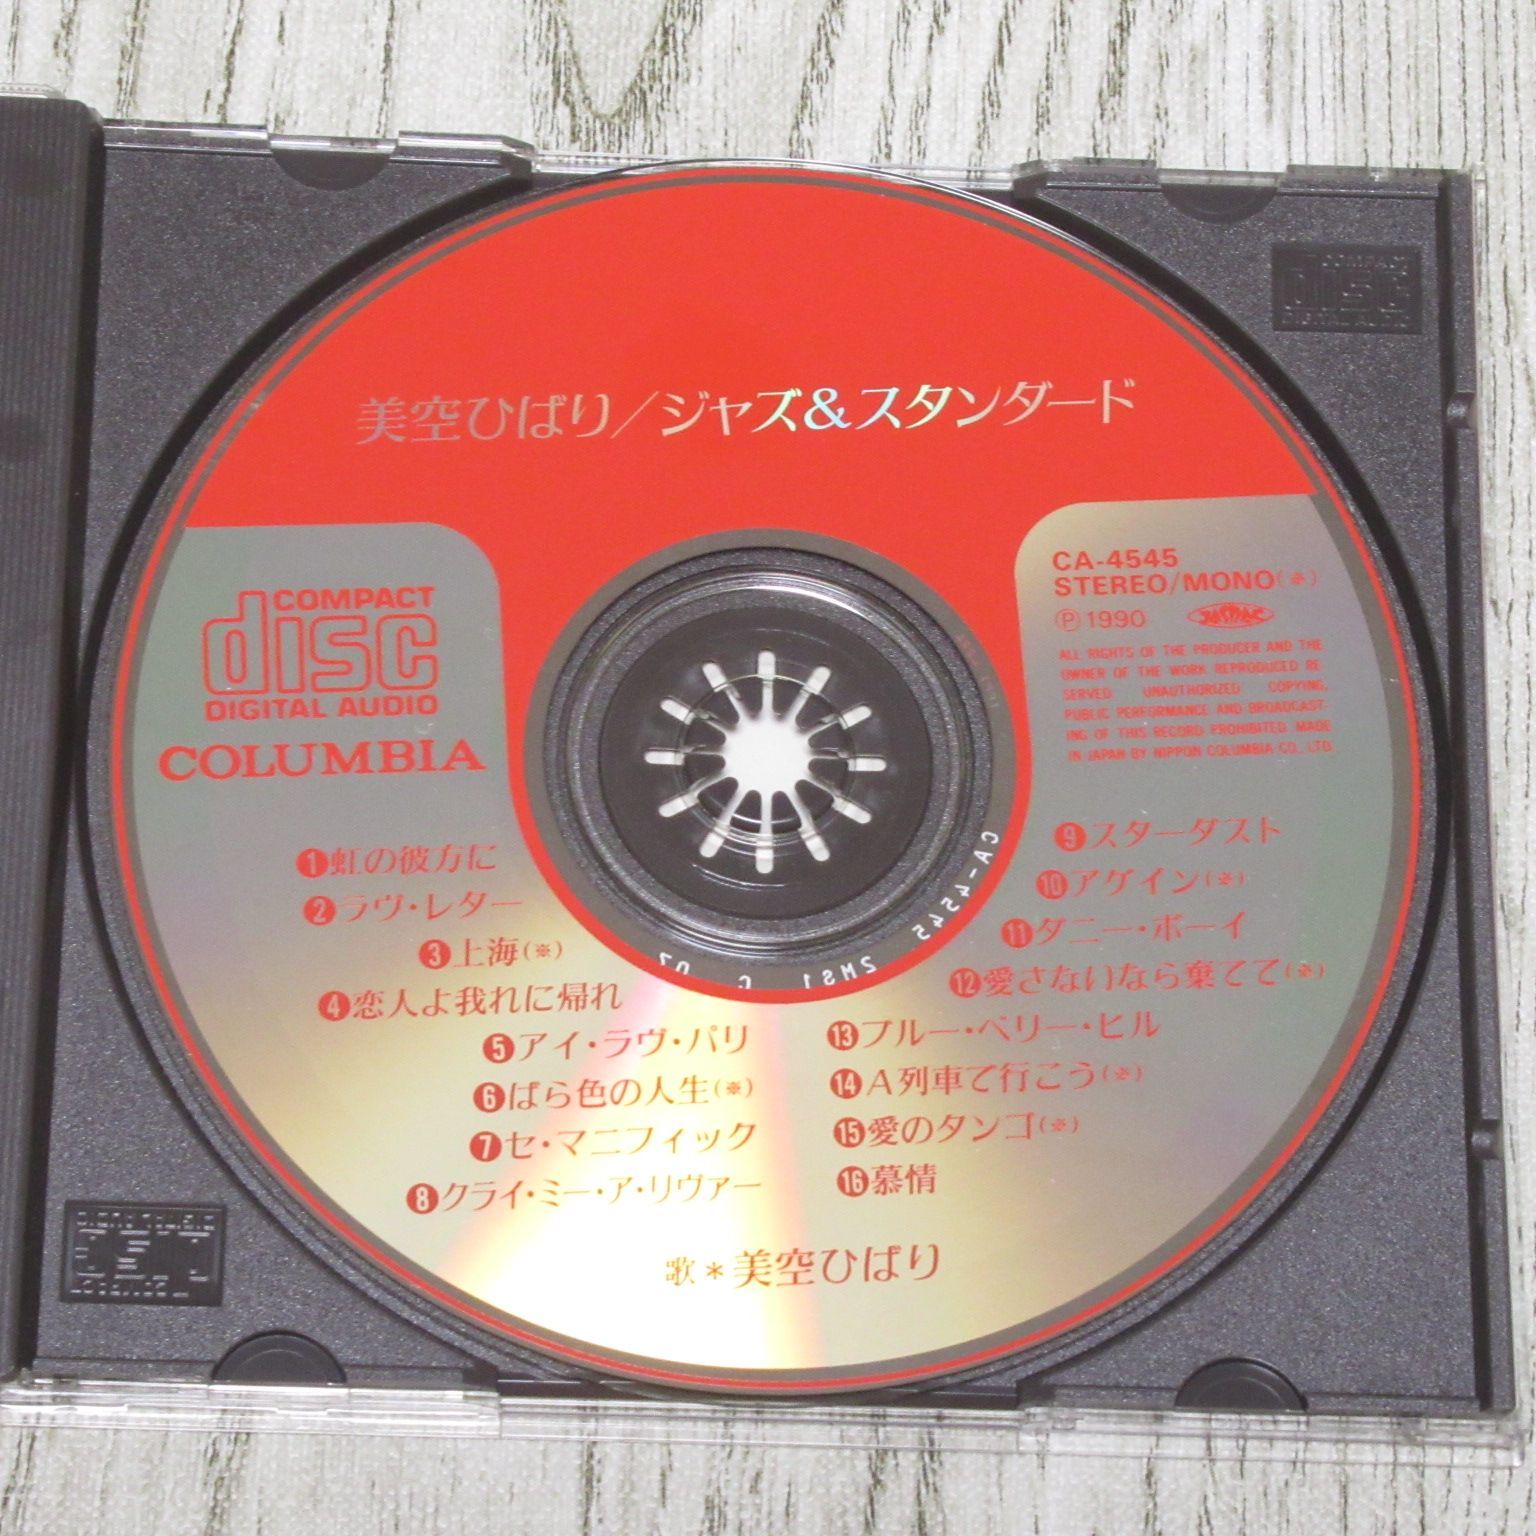 美空ひばり／ジャズ&スタンダード
COMPACT
disc
DIGITAL AUDIO
COLUMBIA
CA-4545
STEREO/MONO(※)
Ⓟ1990 JASRAC
ALL RIGHTS OF THE PRODUCER AND THE
OWNER OF THE WORK REPRODUCED RE-
SERVED. UNAUTHORIZED COPYING,
PUBLIC PERFORMANCE AND BROADCAST-
ING OF THIS RECORD PROHIBITED. MADE
IN JAPAN BY NIPPON COLUMBIA CO., LTD.
❶虹の彼方に
❷ラヴ・レター
❸上海(※)
❹恋人よ我れに帰れ
❺アイ・ラヴ・パリ
❻ばら色の人生(※)
❼セ・マニフィック
❽クライ・ミー・ア・リヴァー
❾スターダスト
❿アゲイン(※)
⓫ダニー・ボーイ
⓬愛さないなら棄てて(※)
⓭ブルー・ベリー・ヒル
⓮A列車で行こう(※)
⓯愛のタンゴ(※)
⓰慕情
歌＊美空ひばり
CA-4545 2MS1 C 07
COMPACT
disc
DIGITAL AUDIO